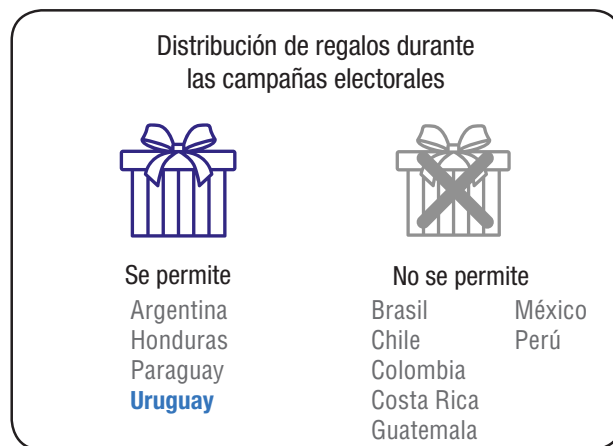 Distribución de regalos durante
las campañas electorales
Se permite
Argentina
Honduras
Paraguay
Uruguay
No se permite
Brasil
Chile
Colombia
Costa Rica
Guatemala
México
Perú